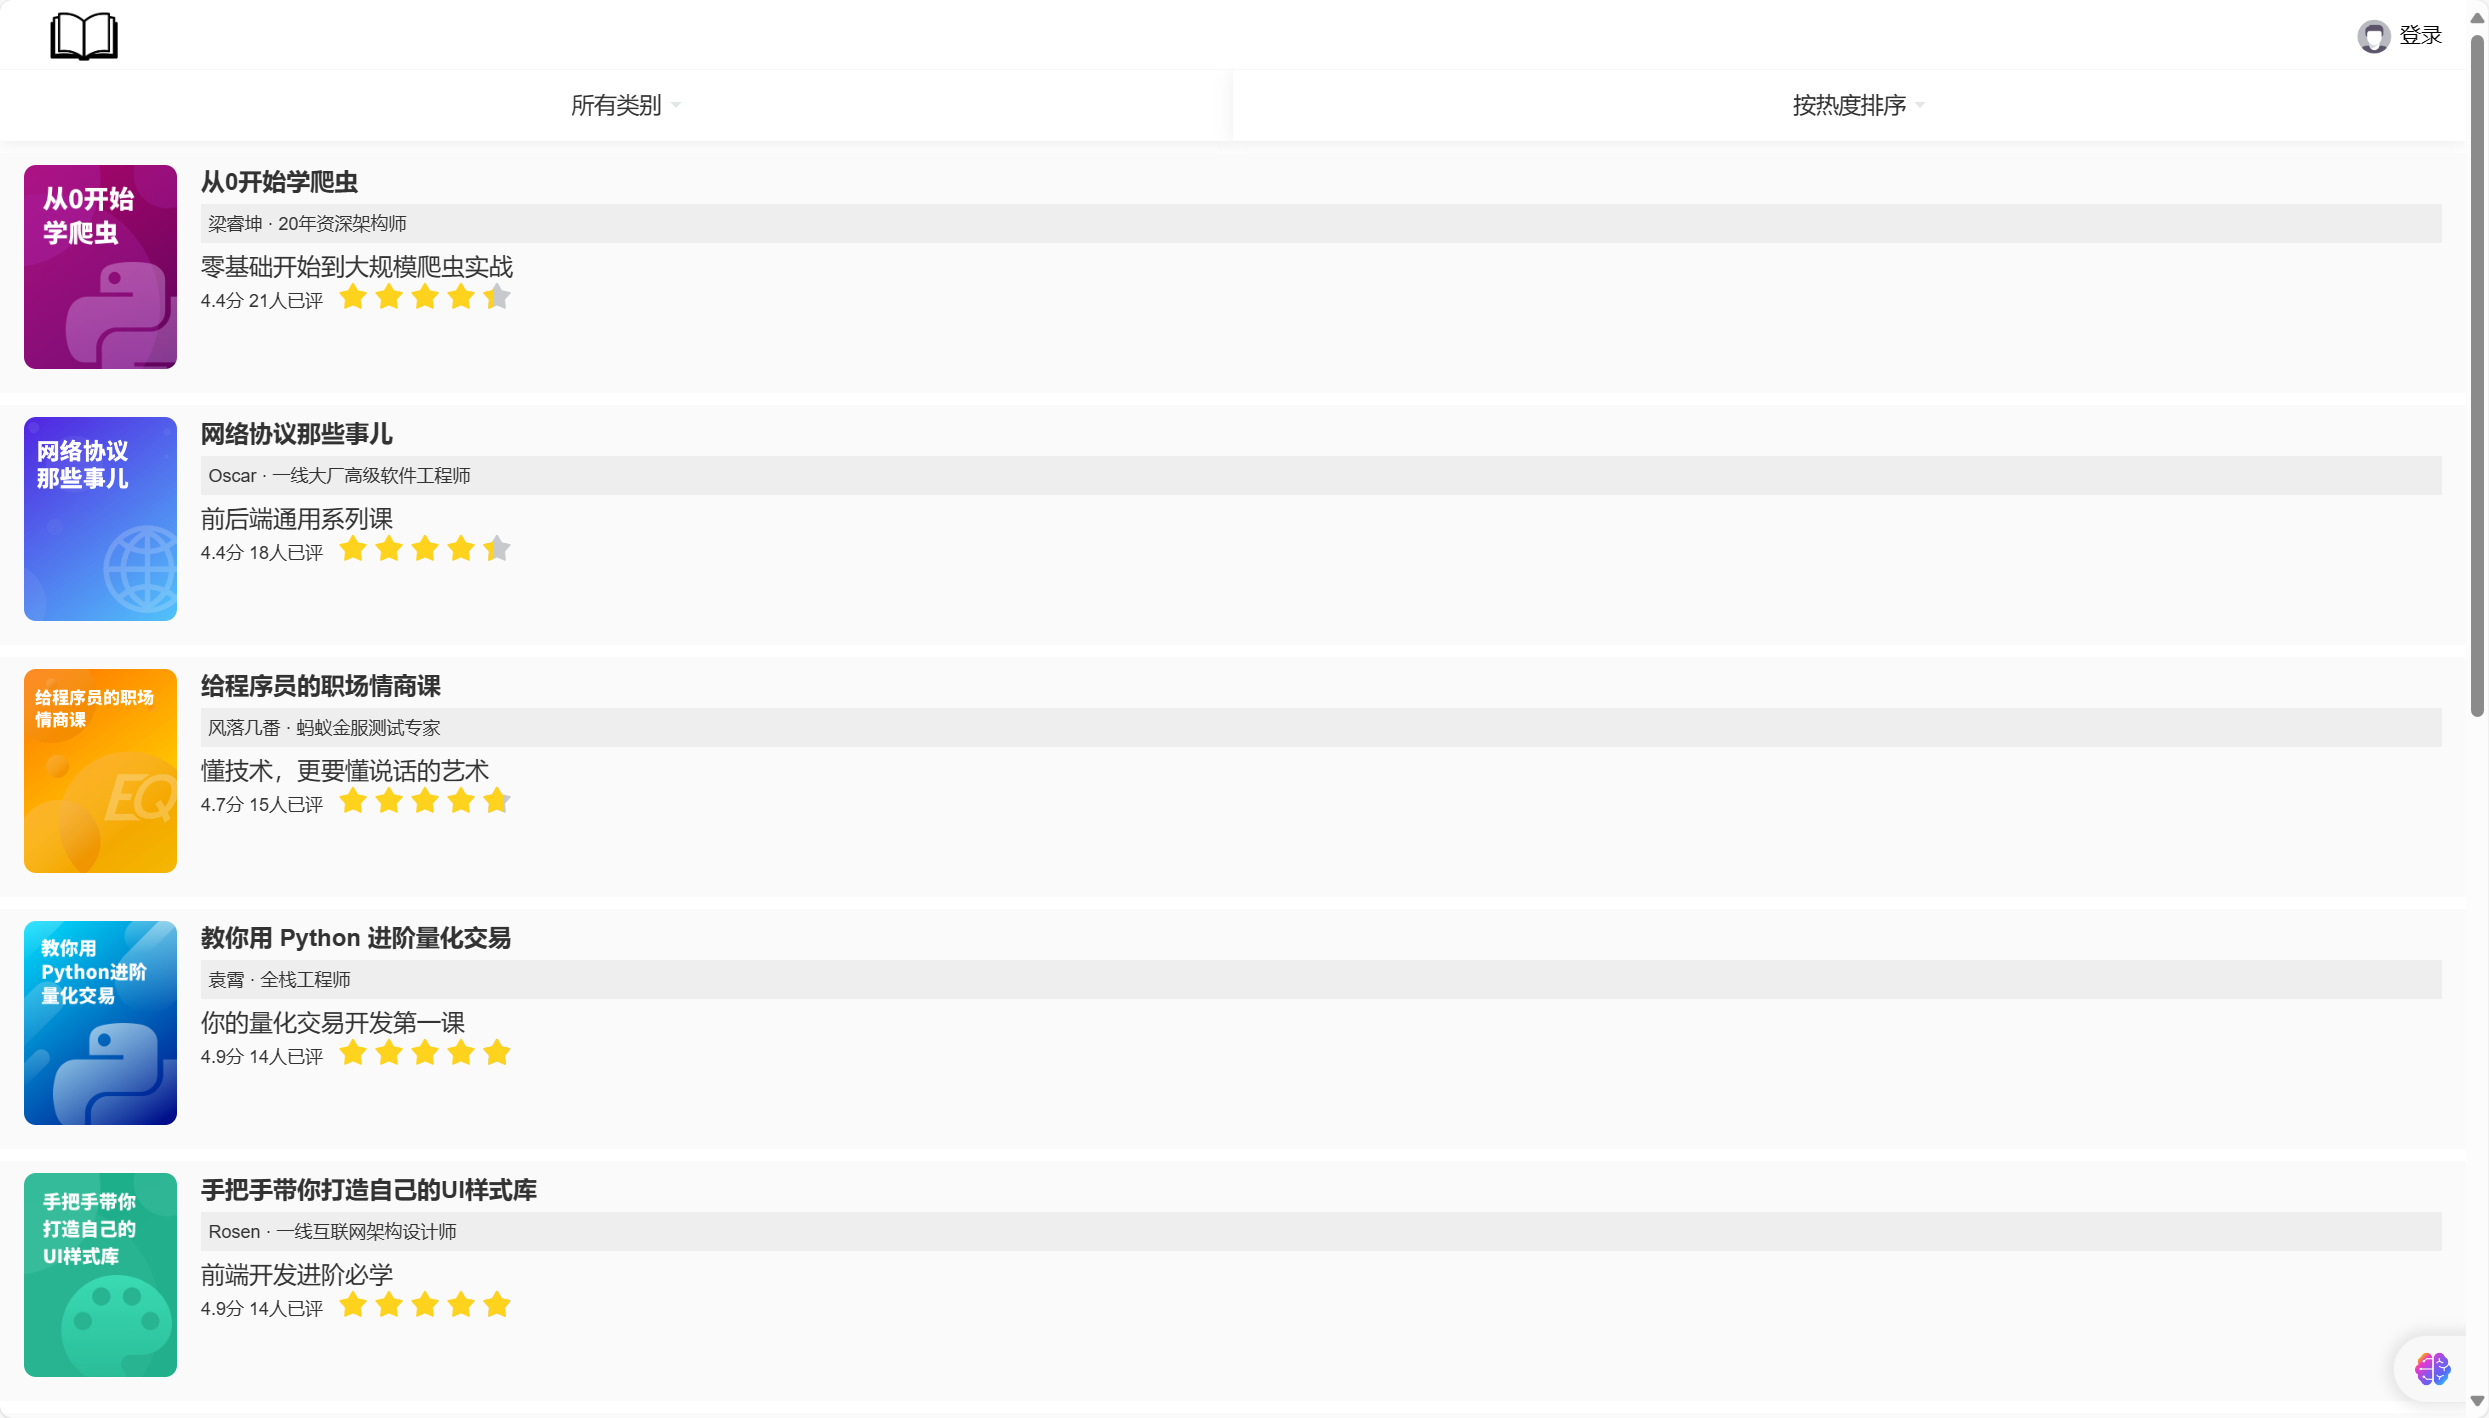 登录
所有类别
按热度排序
从0开始
学爬虫
从0开始学爬虫
梁睿坤 · 20年资深架构师
零基础开始到大规模爬虫实战
4.4分 21人已评
网络协议
那些事儿
网络协议那些事儿
Oscar · 一线大厂高级软件工程师
前后端通用系列课
4.4分 18人已评
给程序员的职场
情商课
EQ
给程序员的职场情商课
风落几番 · 蚂蚁金服测试专家
懂技术，更要懂说话的艺术
4.7分 15人已评
教你用
Python进阶
量化交易
教你用 Python 进阶量化交易
袁霄 · 全栈工程师
你的量化交易开发第一课
4.9分 14人已评
手把手带你
打造自己的
UI样式库
手把手带你打造自己的UI样式库
Rosen · 一线互联网架构设计师
前端开发进阶必学
4.9分 14人已评